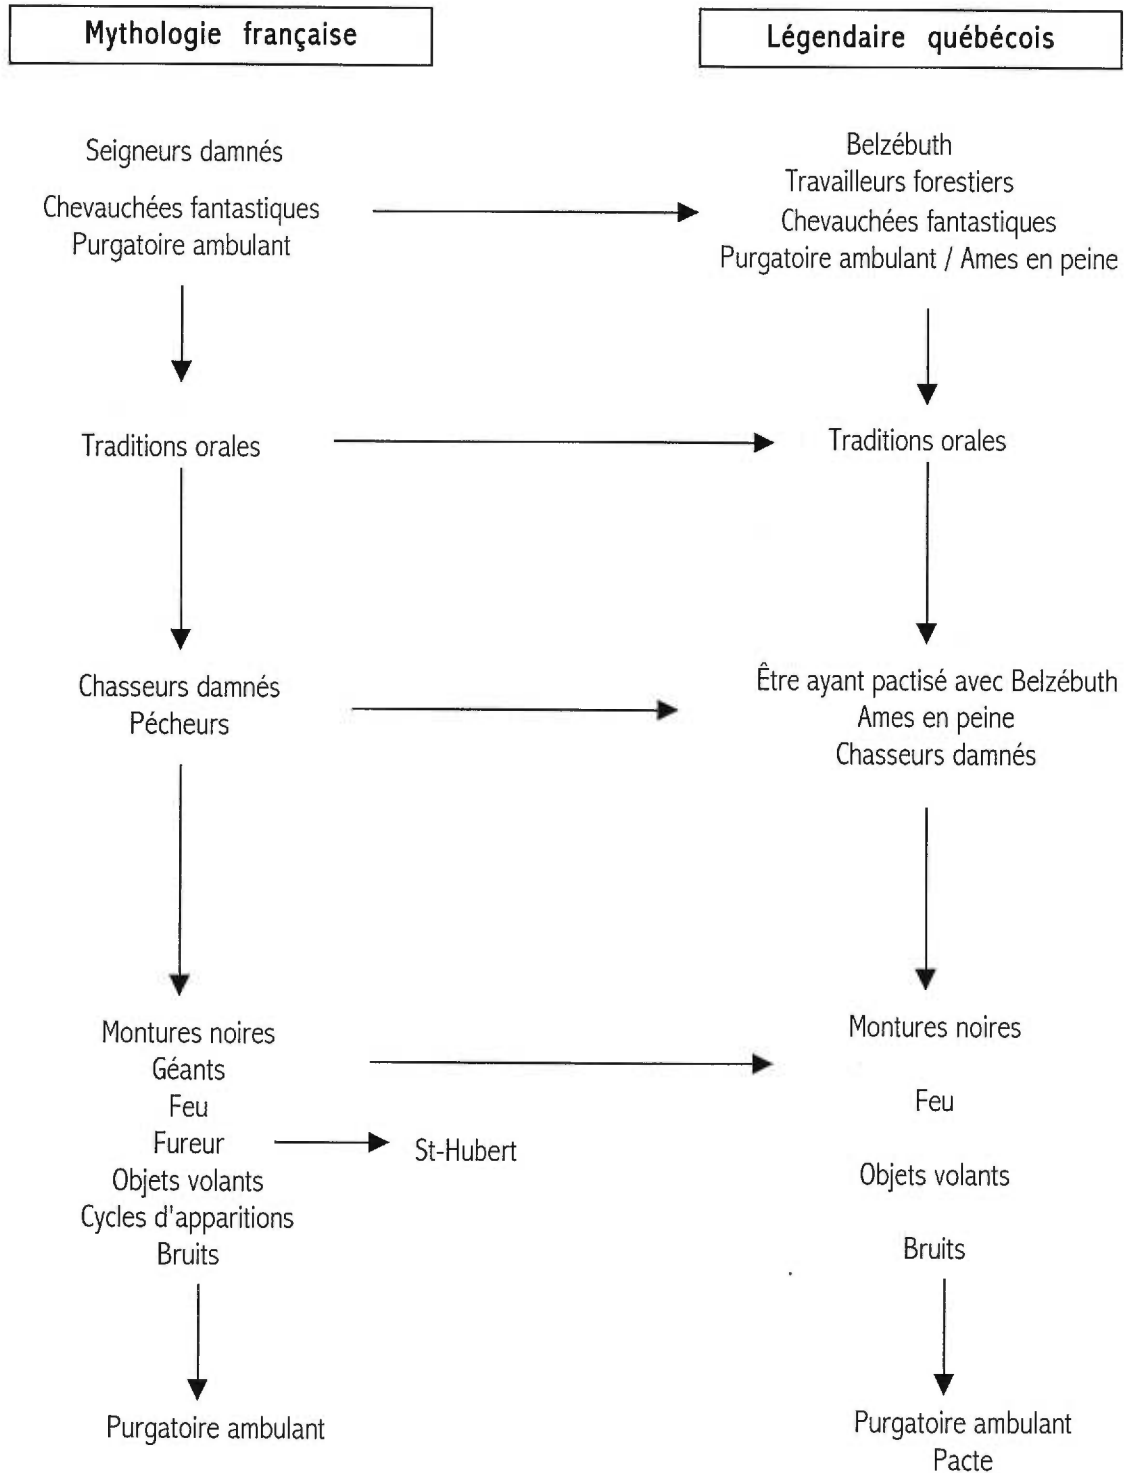 Mythologie française
Légendaire québécois
Seigneurs damnés
Chevauchées fantastiques
Purgatoire ambulant
Belzébuth
Travailleurs forestiers
Chevauchées fantastiques
Purgatoire ambulant / Ames en peine
Traditions orales
Traditions orales
Chasseurs damnés
Pécheurs
Être ayant pactisé avec Belzébuth
Ames en peine
Chasseurs damnés
Montures noires
Géants
Feu
Fureur
Objets volants
Cycles d'apparitions
Bruits
St-Hubert
Montures noires
Feu
Objets volants
Bruits
Purgatoire ambulant
Purgatoire ambulant
Pacte